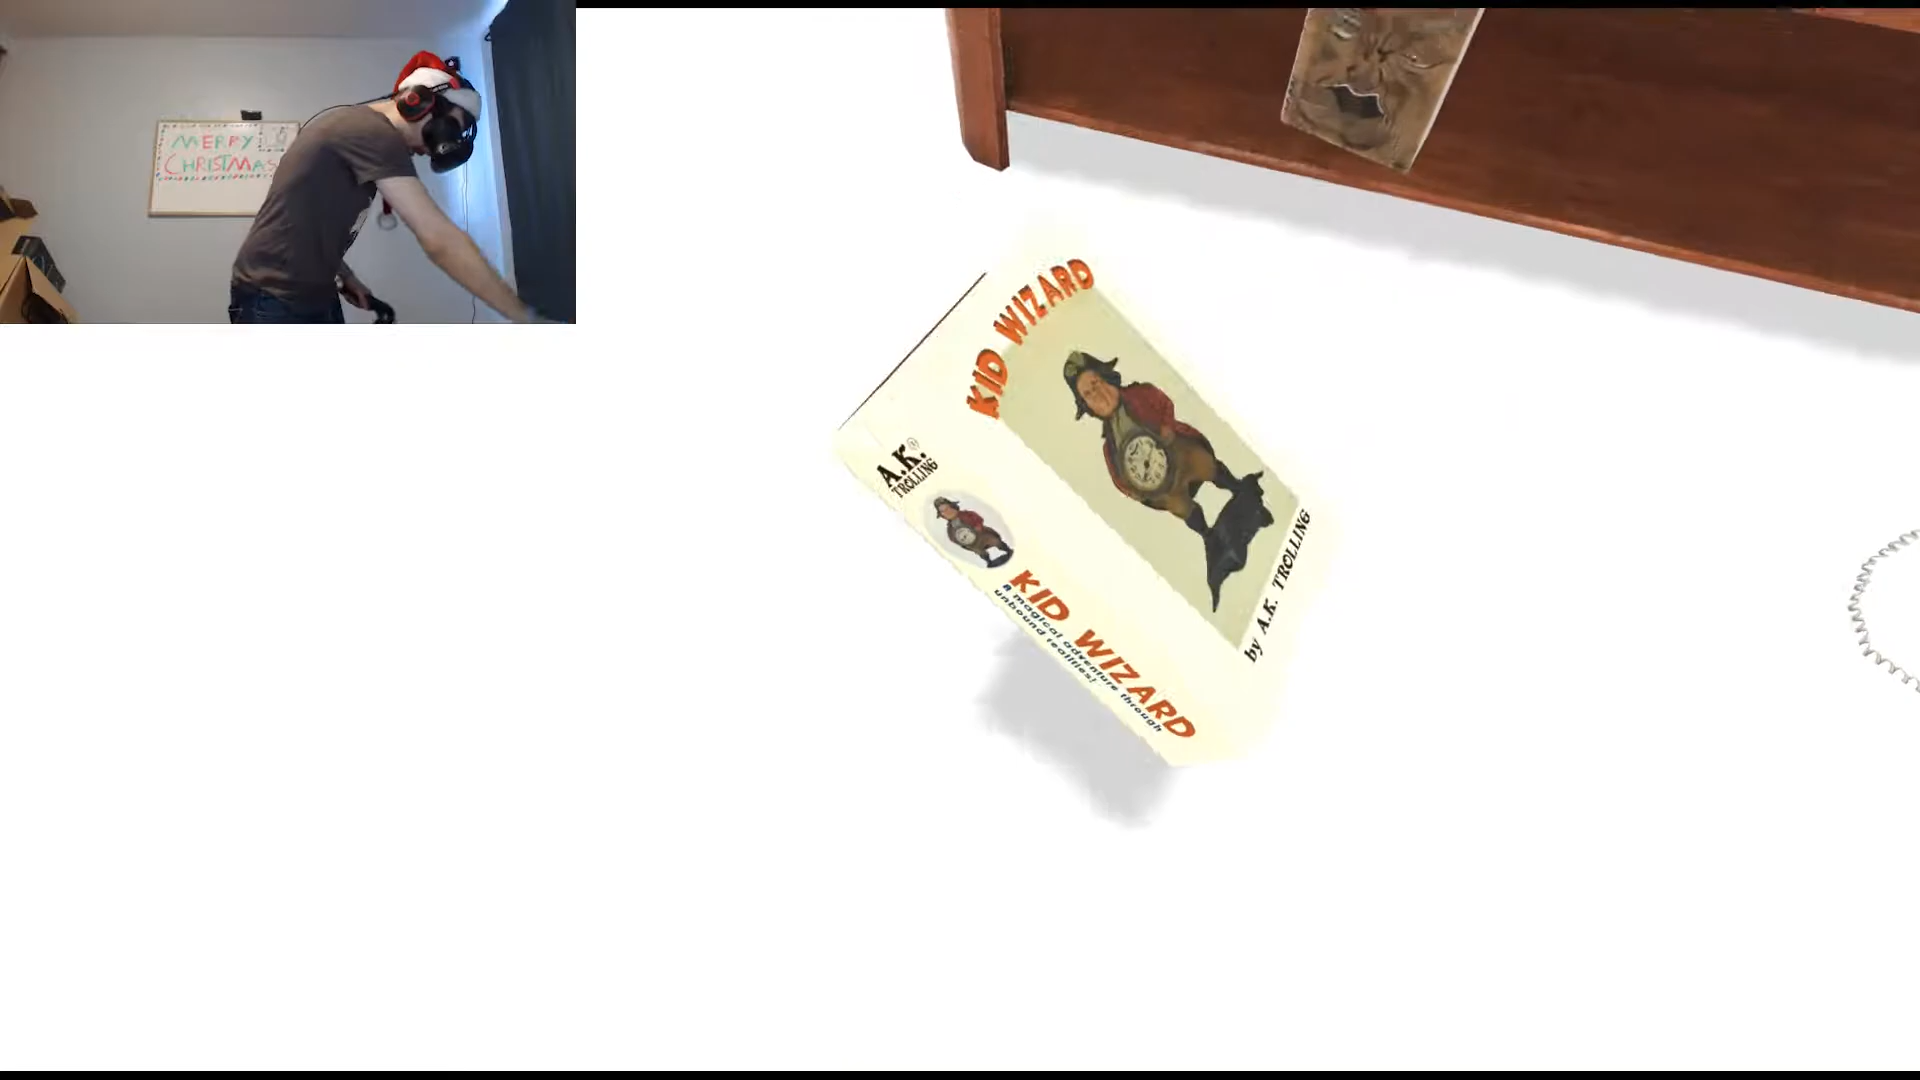 MERRY
CHRISTMAS
KID WIZARD
by A.K. TROLLING
A.K.
TROLLING
KID WIZARD
A magical adventure through
unbound realities!